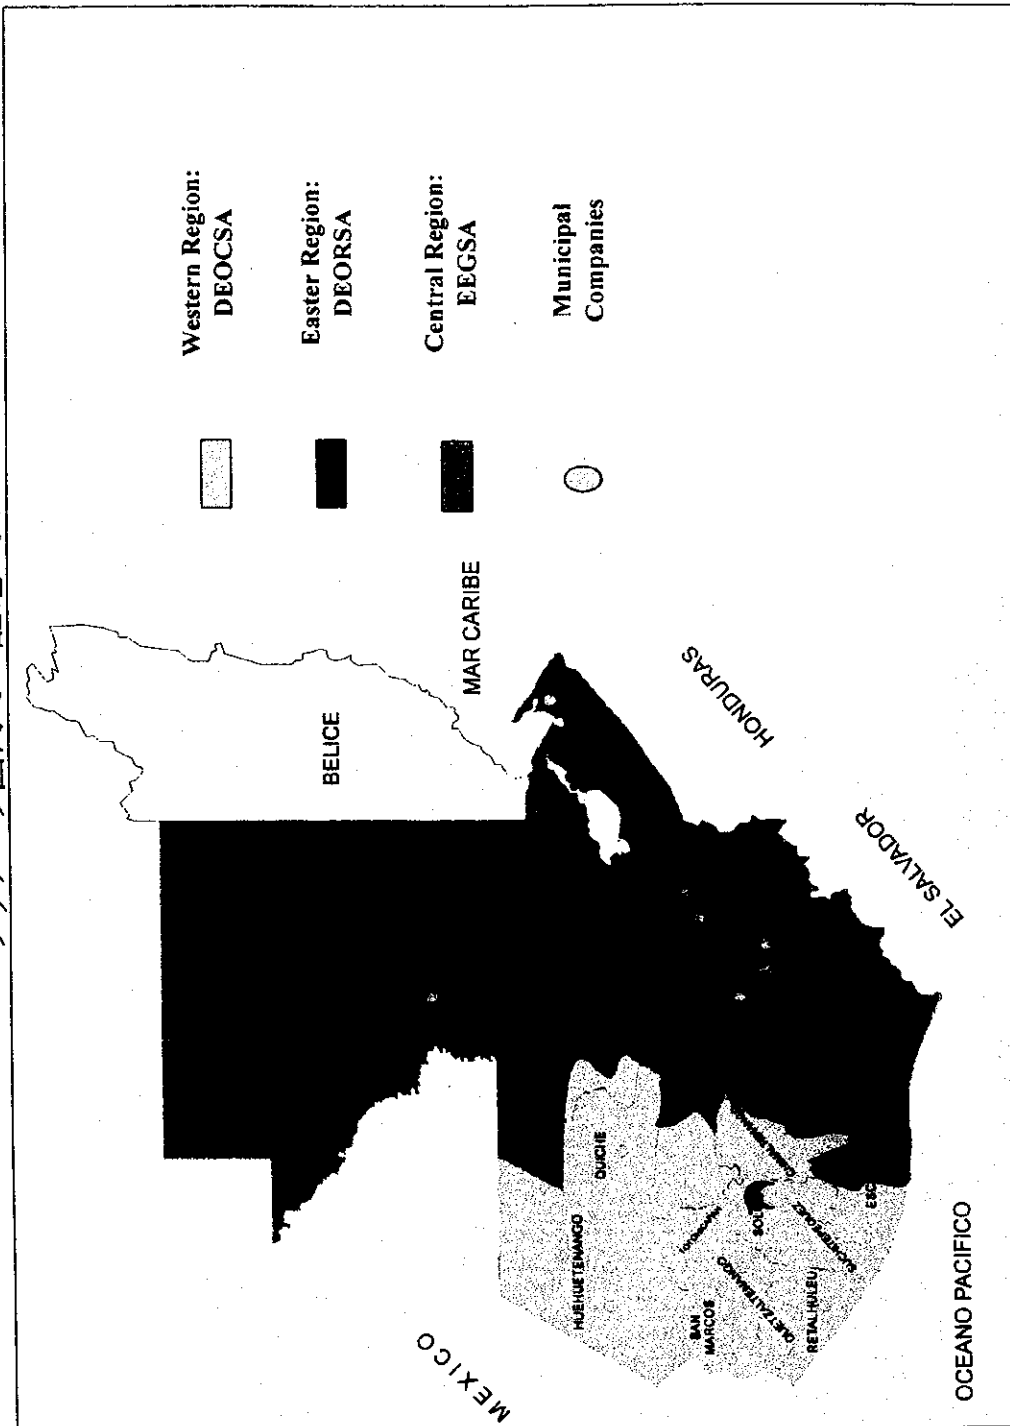 Western Region:
DEOCSA
Easter Region:
DEORSA
Central Region:
EEGSA
Municipal
Companies
BELICE
MAR CARIBE
HONDURAS
EL SALVADOR
MEXICO
HUEHUETENANGO
QUICHE
SAN
MARCOS
QUETZALTENANGO
RETALHULEU
SUCHITEPEQUEZ
OCEANO PACIFICO